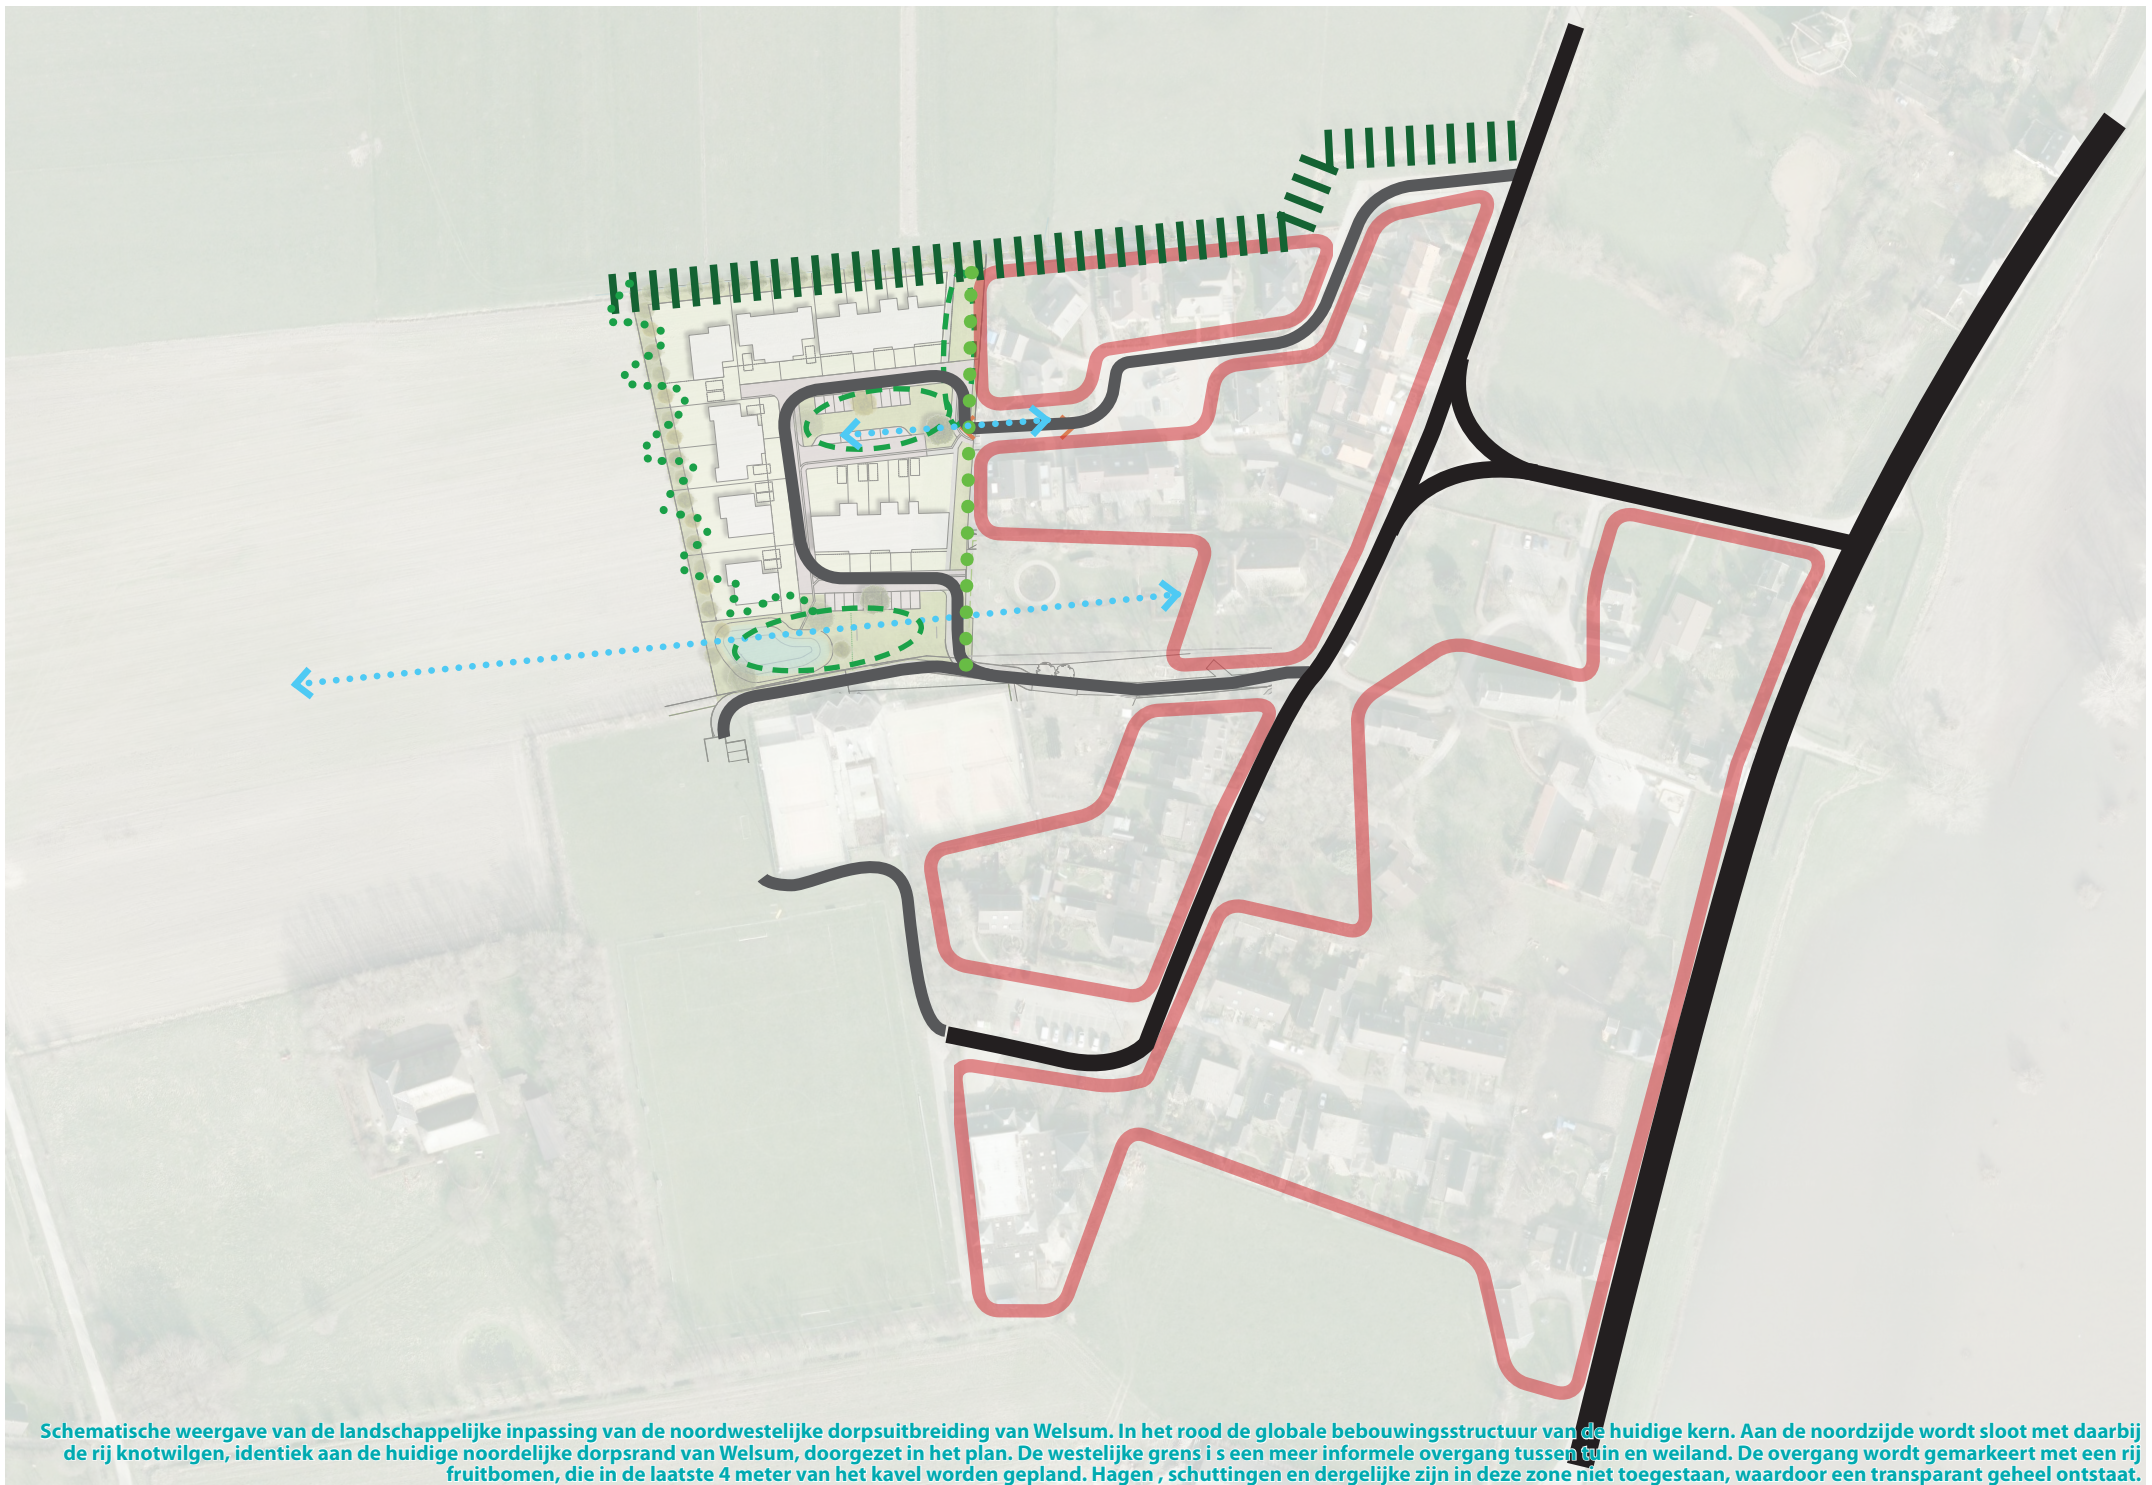 Schematische weergave van de landschappelijke inpassing van de noordwestelijke dorpsuitbreiding van Welsum. In het rood de globale bebouwingsstructuur van de huidige kern. Aan de noordzijde wordt sloot met daarbij
de rij knotwilgen, identiek aan de huidige noordelijke dorpsrand van Welsum, doorgezet in het plan. De westelijke grens i s een meer informele overgang tussen tuin en weiland. De overgang wordt gemarkeert met een rij
fruitbomen, die in de laatste 4 meter van het kavel worden gepland. Hagen , schuttingen en dergelijke zijn in deze zone niet toegestaan, waardoor een transparant geheel ontstaat.